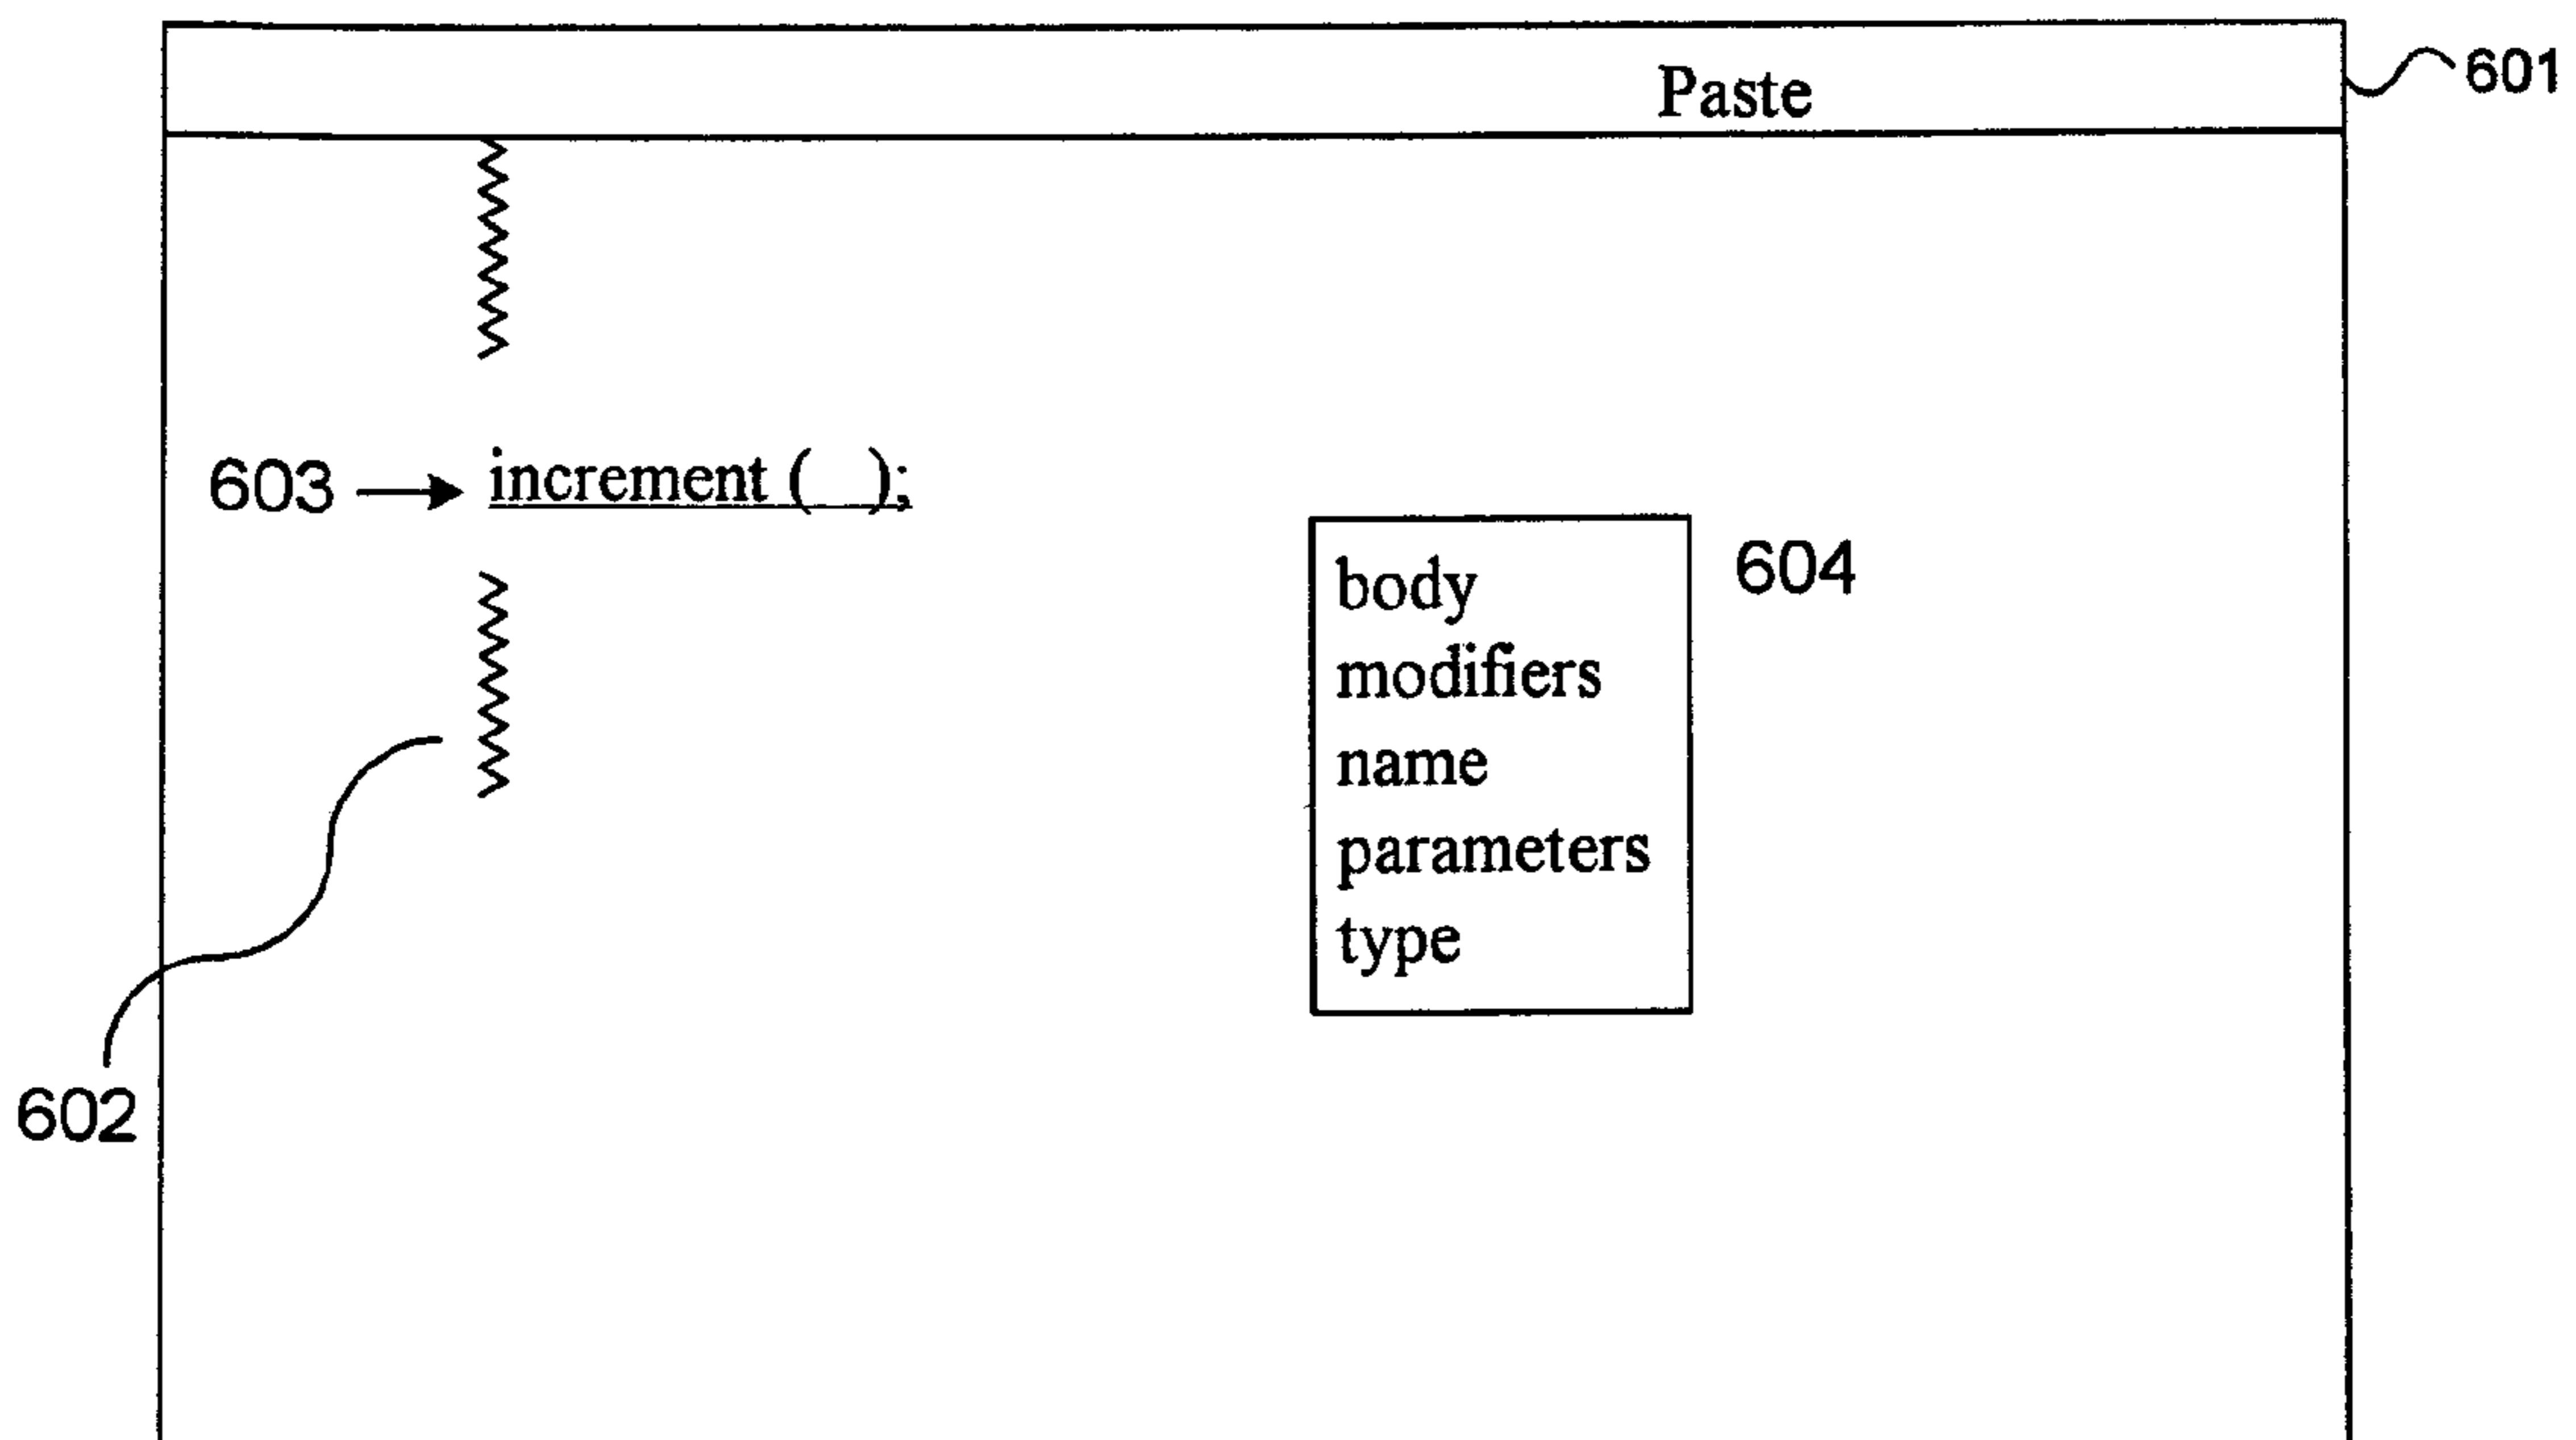 Paste
601
603
increment (  );
604
body
modifiers
name
parameters
type
602